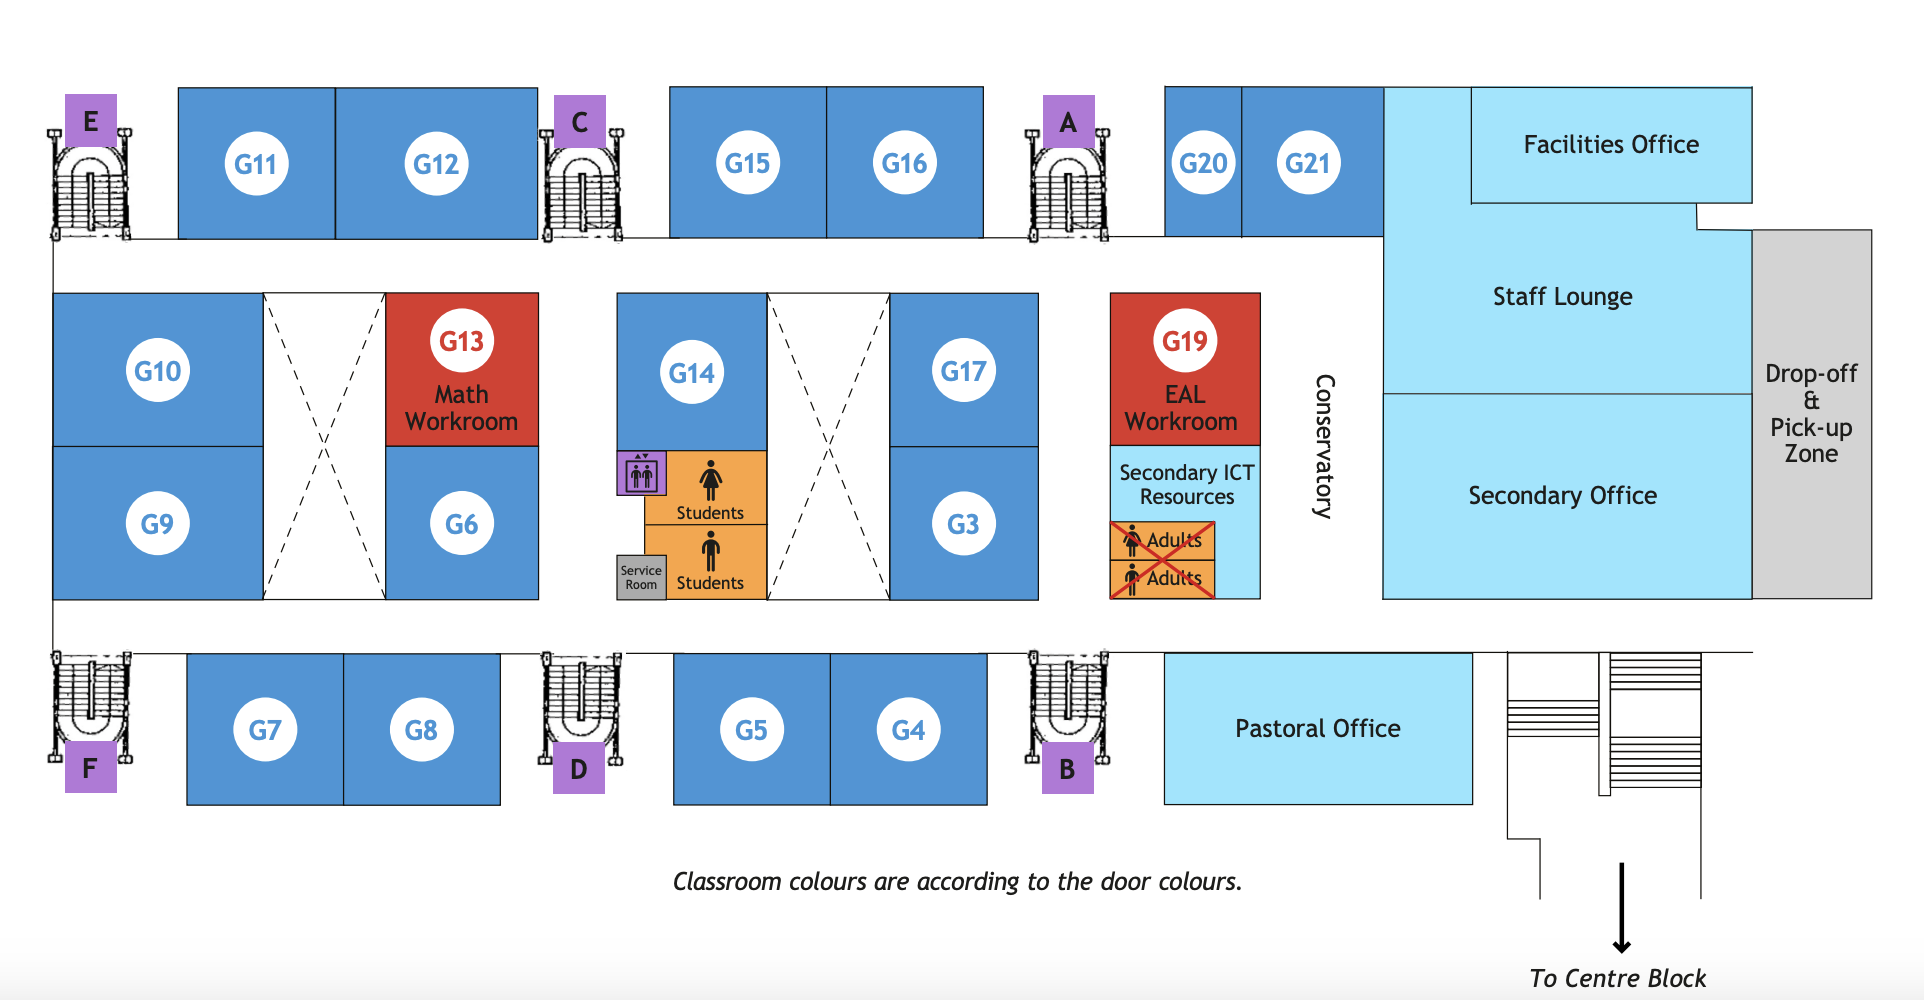 E
C
A
G11
G12
G15
G16
G20
G21
Facilities Office
Staff Lounge
G10
G13
Math
Workroom
G14
G17
G19
EAL
Workroom
Conservatory
Drop-off
&
Pick-up
Zone
G9
G6
Students
Students
Service
Room
G3
Secondary ICT
Resources
Adults
Adults
Secondary Office
G7
G8
G5
G4
Pastoral Office
F
D
B
Classroom colours are according to the door colours.
To Centre Block